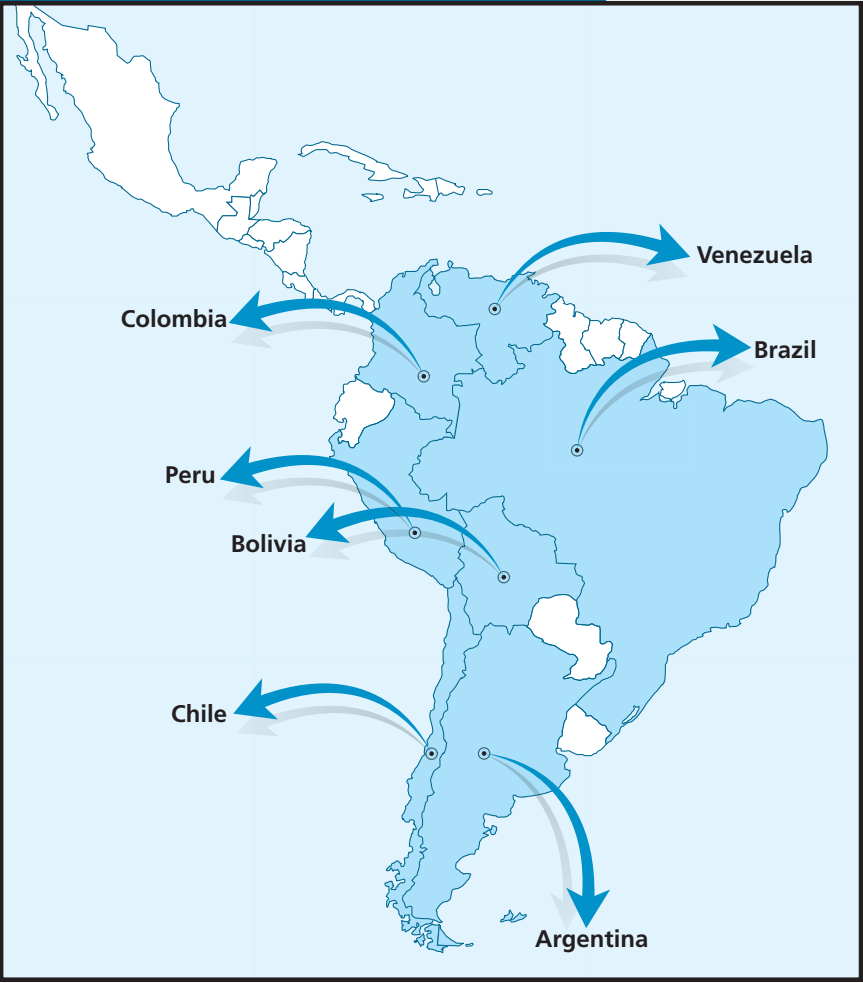 Venezuela
Colombia
Brazil
Peru
Bolivia
Chile
Argentina